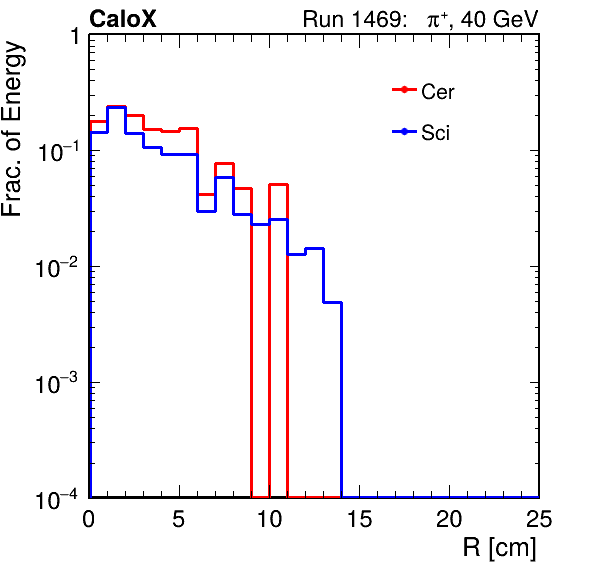 CaloX Run 1469: π⁺, 40 GeV
Frac. of Energy
1
10⁻¹
10⁻²
10⁻³
10⁻⁴
Cer
Sci
0 5 10 15 20 25
R [cm]